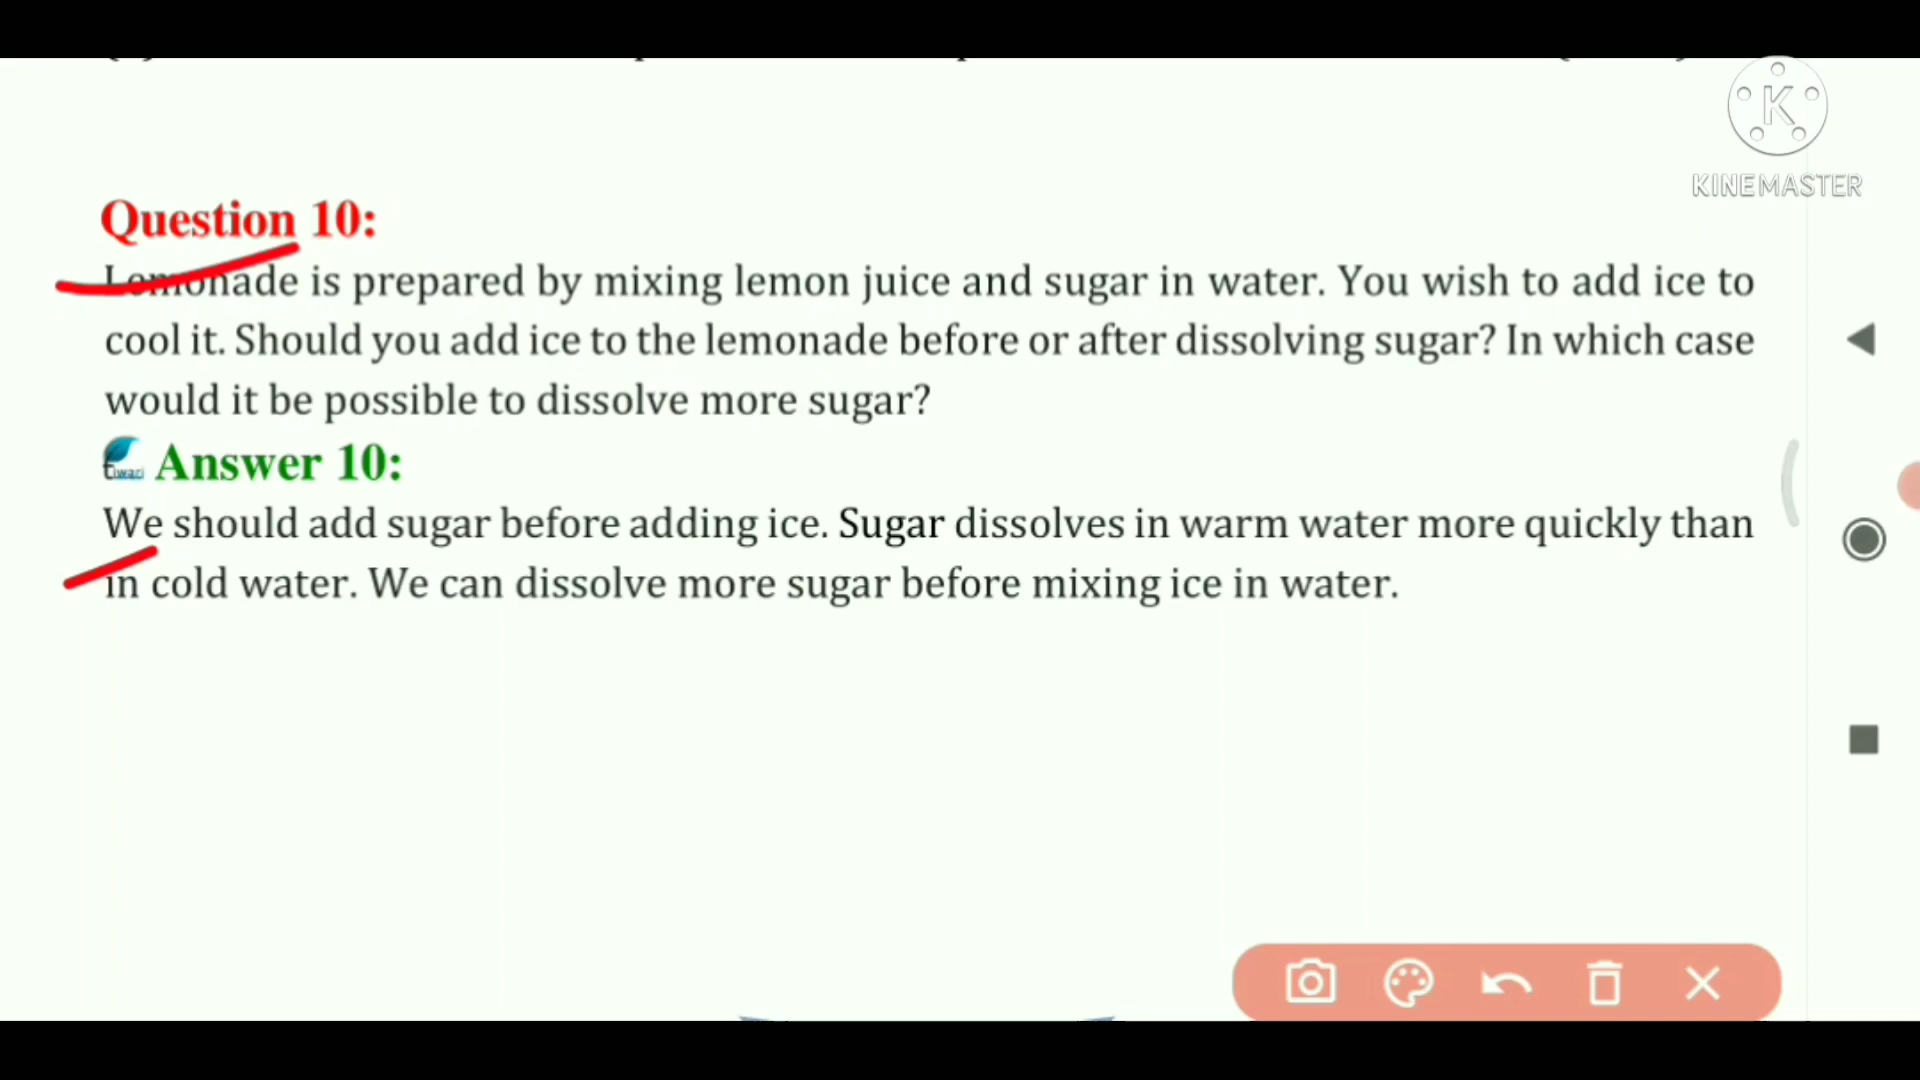 KINEMASTER
Question 10:
Lemonade is prepared by mixing lemon juice and sugar in water. You wish to add ice to
cool it. Should you add ice to the lemonade before or after dissolving sugar? In which case
would it be possible to dissolve more sugar?
tiwari Answer 10:
We should add sugar before adding ice. Sugar dissolves in warm water more quickly than
in cold water. We can dissolve more sugar before mixing ice in water.